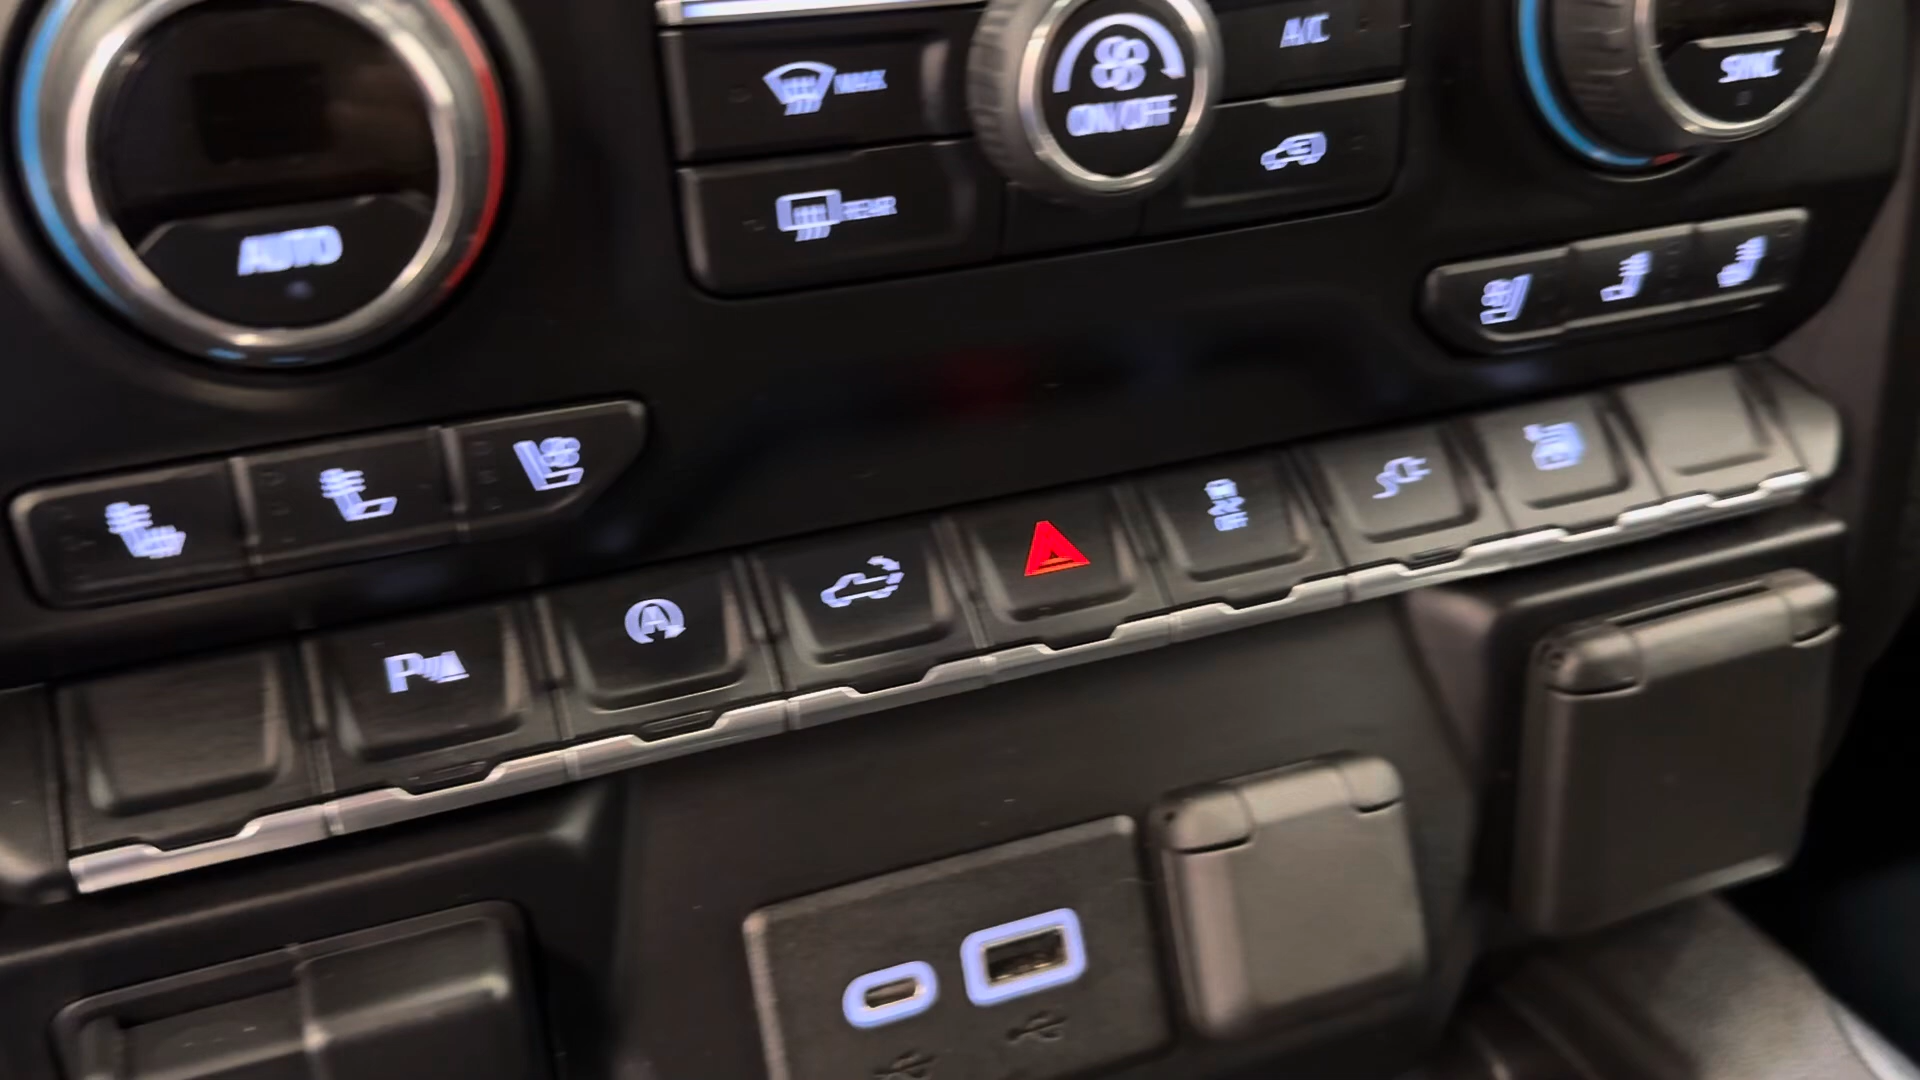 A/C
SYNC
MAX
ON/OFF
REAR
AUTO
A
P